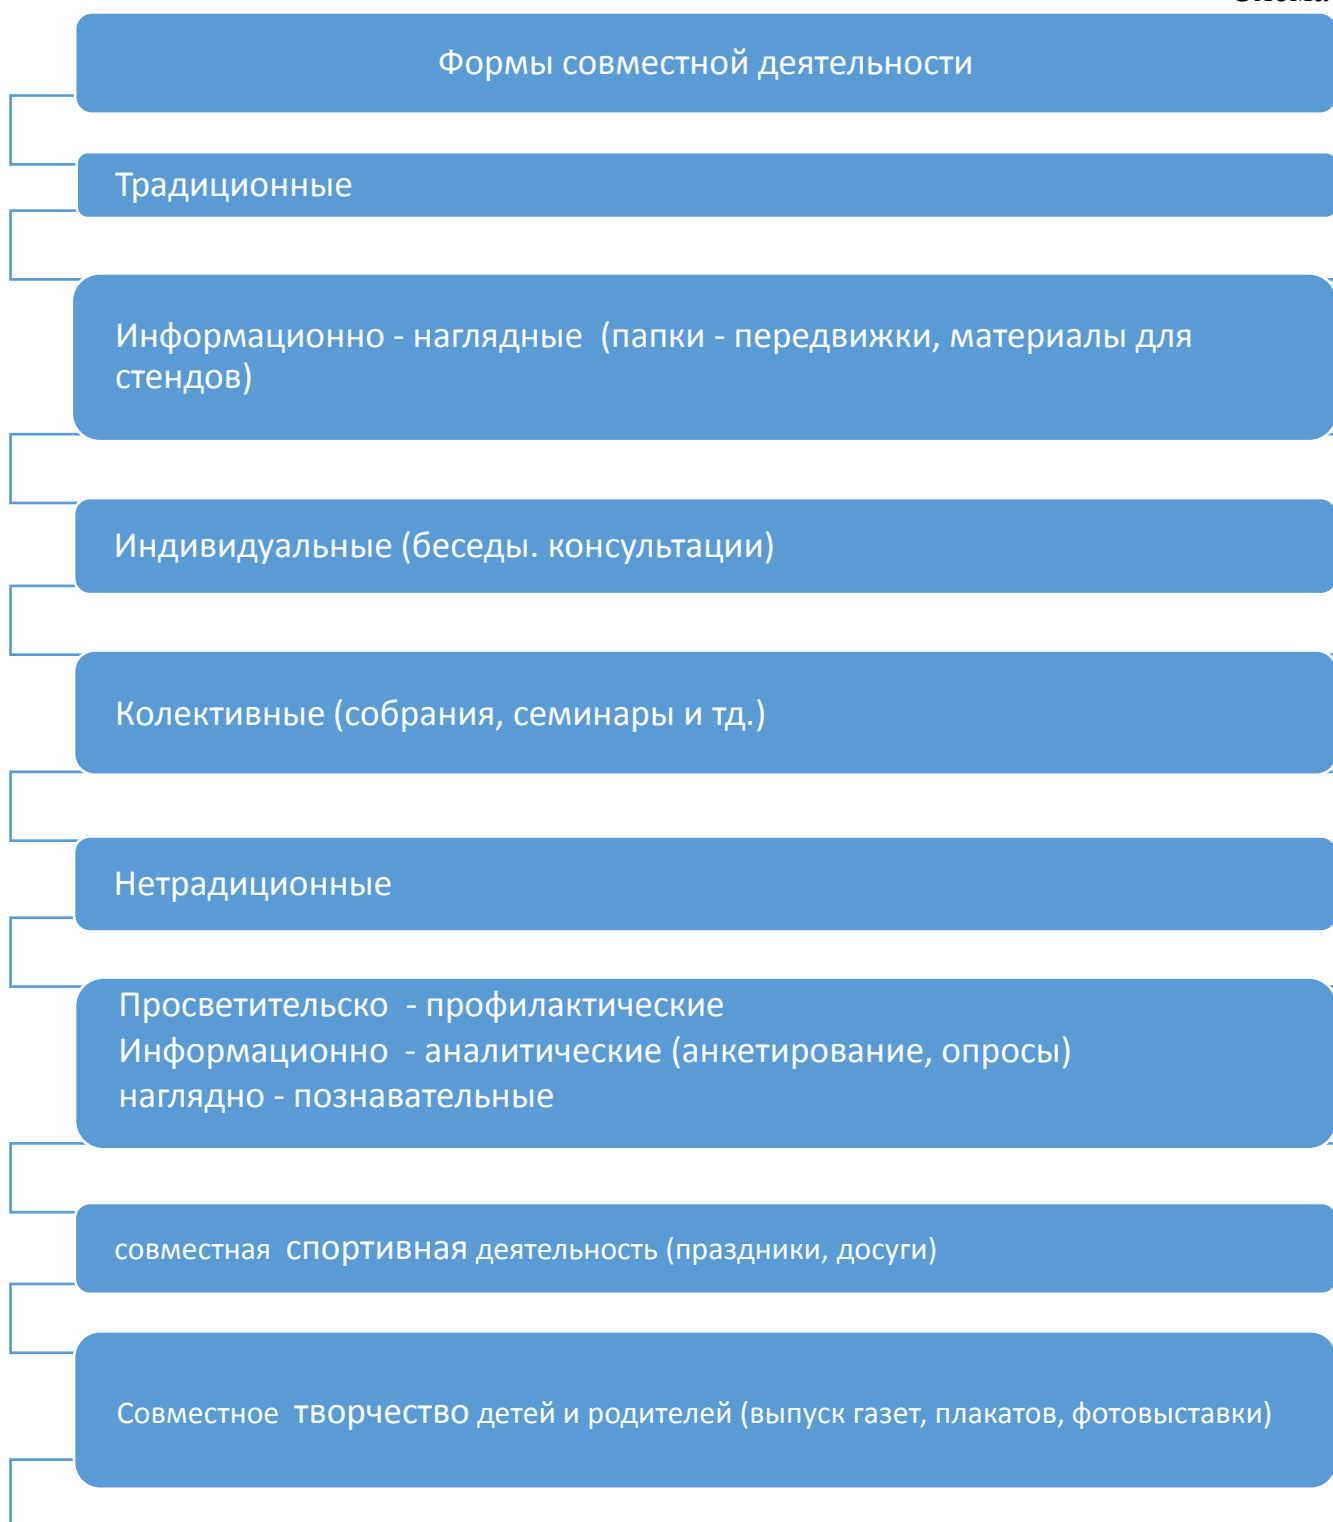 Формы совместной деятельности
Традиционные
Информационно - наглядные (папки - передвижки, материалы для
стендов)
Индивидуальные (беседы. консультации)
Колективные (собрания, семинары и тд.)
Нетрадиционные
Просветительско - профилактические
Информационно - аналитические (анкетирование, опросы)
наглядно - познавательные
совместная спортивная деятельность (праздники, досуги)
Совместное творчество детей и родителей (выпуск газет, плакатов, фотовыставки)